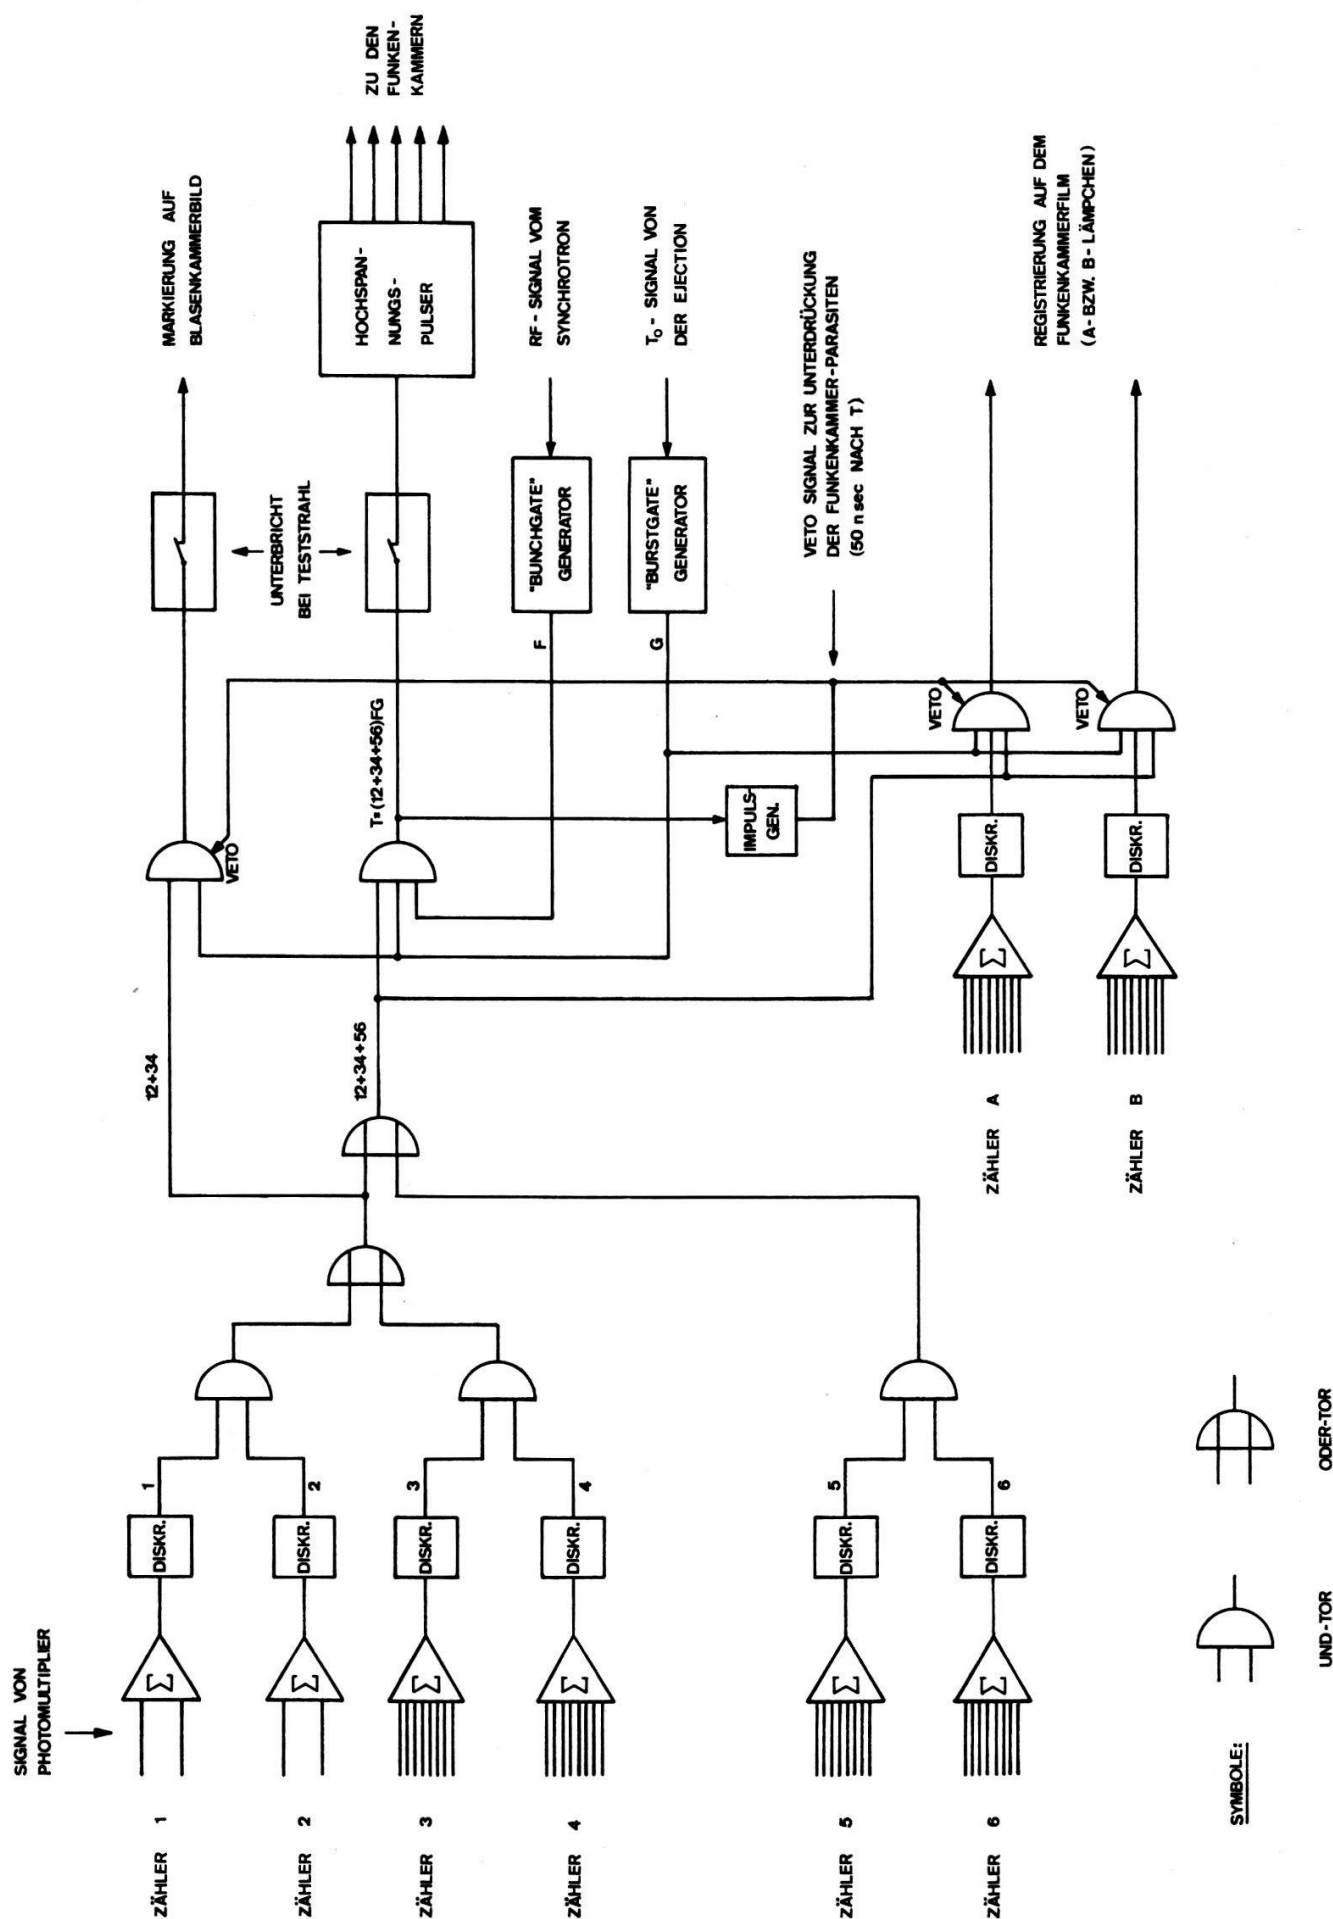 SIGNAL VON
PHOTOMULTIPLIER
ZÄHLER 1
Σ
DISKR.
1
ZÄHLER 2
Σ
DISKR.
2
ZÄHLER 3
Σ
DISKR.
3
ZÄHLER 4
Σ
DISKR.
4
ZÄHLER 5
Σ
DISKR.
5
ZÄHLER 6
Σ
DISKR.
6
12+34
12+34+56
VETO
T=(12+34+56)FG
UNTERBRICHT
BEI TESTSTRAHL
MARKIERUNG AUF
BLASENKAMMERBILD
HOCHSPAN-
NUNGS-
PULSER
ZU DEN
FUNKEN-
KAMMERN
F
"BUNCHGATE"
GENERATOR
RF-SIGNAL VOM
SYNCHROTRON
G
"BURSTGATE"
GENERATOR
T₀-SIGNAL VON
DER EJECTION
IMPULS-
GEN.
VETO SIGNAL ZUR UNTERDRÜCKUNG
DER FUNKENKAMMER-PARASITEN
(50 nsec NACH T)
ZÄHLER A
Σ
DISKR.
VETO
ZÄHLER B
Σ
DISKR.
VETO
REGISTRIERUNG AUF DEM
FUNKENKAMMERFILM
(A-BZW. B-LÄMPCHEN)
SYMBOLE:
UND-TOR
ODER-TOR